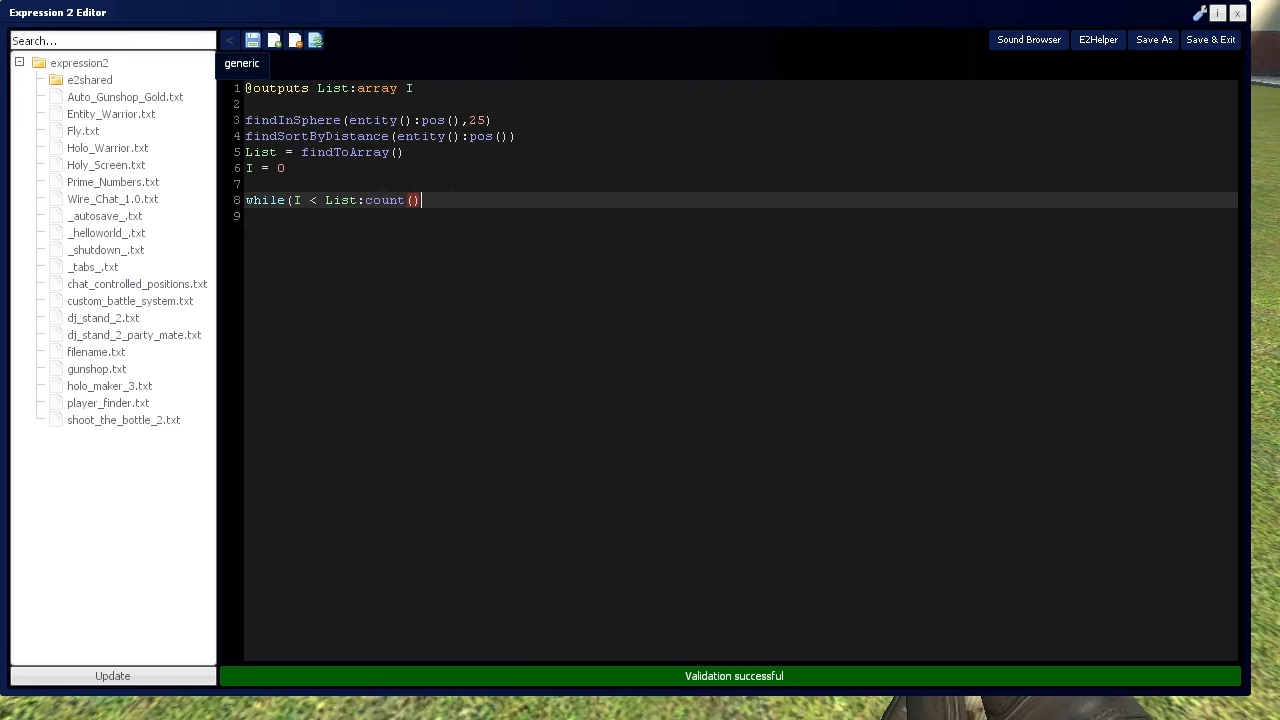 Expression 2 Editor
i
x
Search...
<
Sound Browser
E2Helper
Save As
Save & Exit
expression2
e2shared
Auto_Gunshop_Gold.txt
Entity_Warrior.txt
Fly.txt
Holo_Warrior.txt
Holy_Screen.txt
Prime_Numbers.txt
Wire_Chat_1.0.txt
_autosave_.txt
_helloworld_.txt
_shutdown_.txt
_tabs_.txt
chat_controlled_positions.txt
custom_battle_system.txt
dj_stand_2.txt
dj_stand_2_party_mate.txt
filename.txt
gunshop.txt
holo_maker_3.txt
player_finder.txt
shoot_the_bottle_2.txt
Update
generic
1 @outputs List:array I
2
3 findInSphere(entity():pos(),25)
4 findSortByDistance(entity():pos())
5 List = findToArray()
6 I = 0
7
8 while(I < List:count()
9
Validation successful